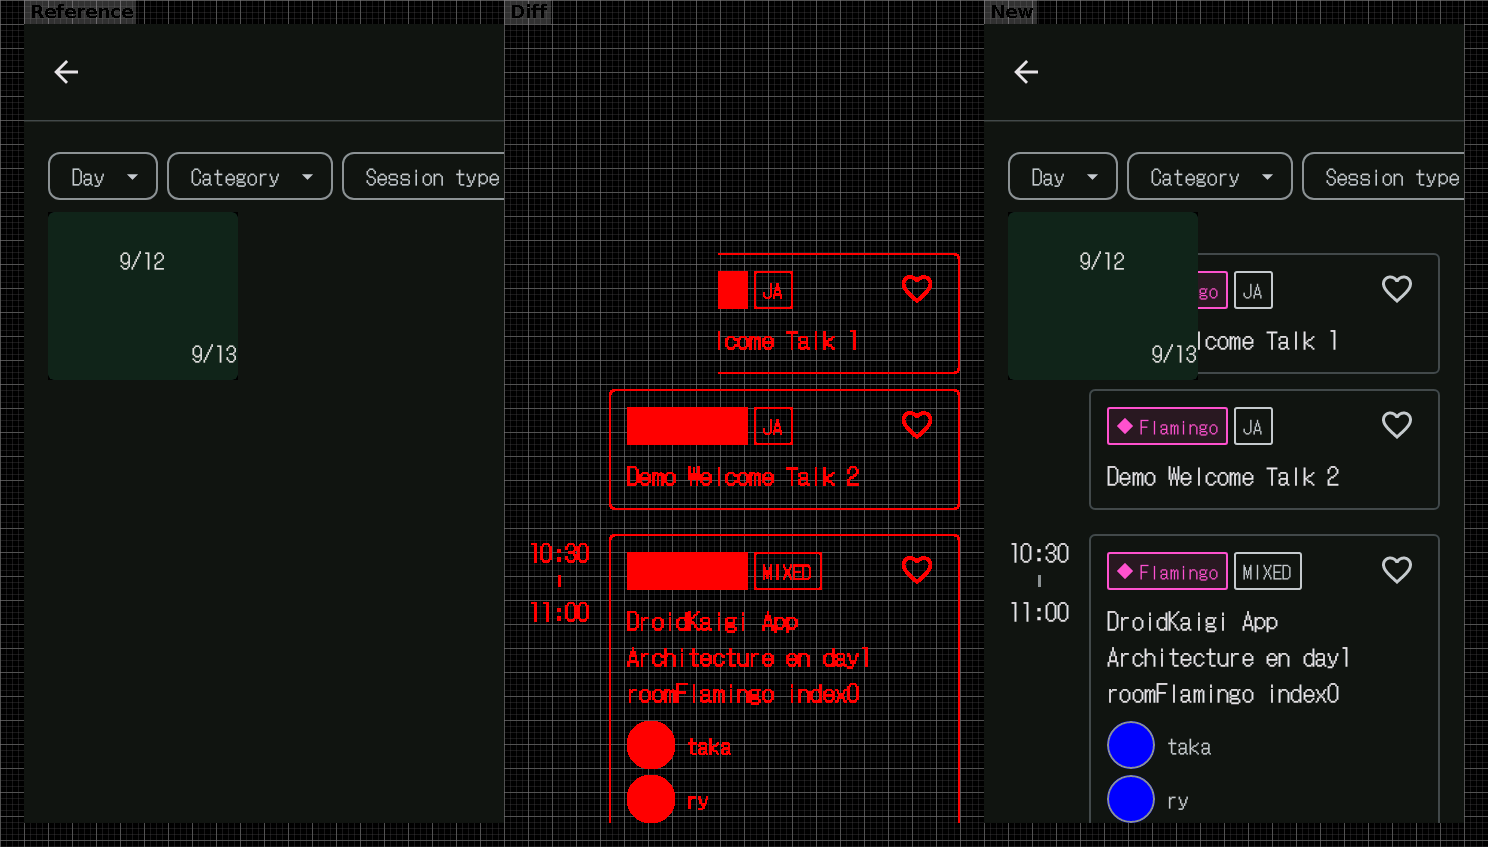 Reference
Day
Category
Session type
9/12
9/13
Diff
JA
lcome Talk 1
JA
Demo Welcome Talk 2
10:30
11:00
MIXED
DroidKaigi App
Architecture en day1
roomFlamingo index0
taka
ry
New
Day
Category
Session type
9/12
9/13
go
JA
lcome Talk 1
Flamingo
JA
Demo Welcome Talk 2
10:30
11:00
Flamingo
MIXED
DroidKaigi App
Architecture en day1
roomFlamingo index0
taka
ry